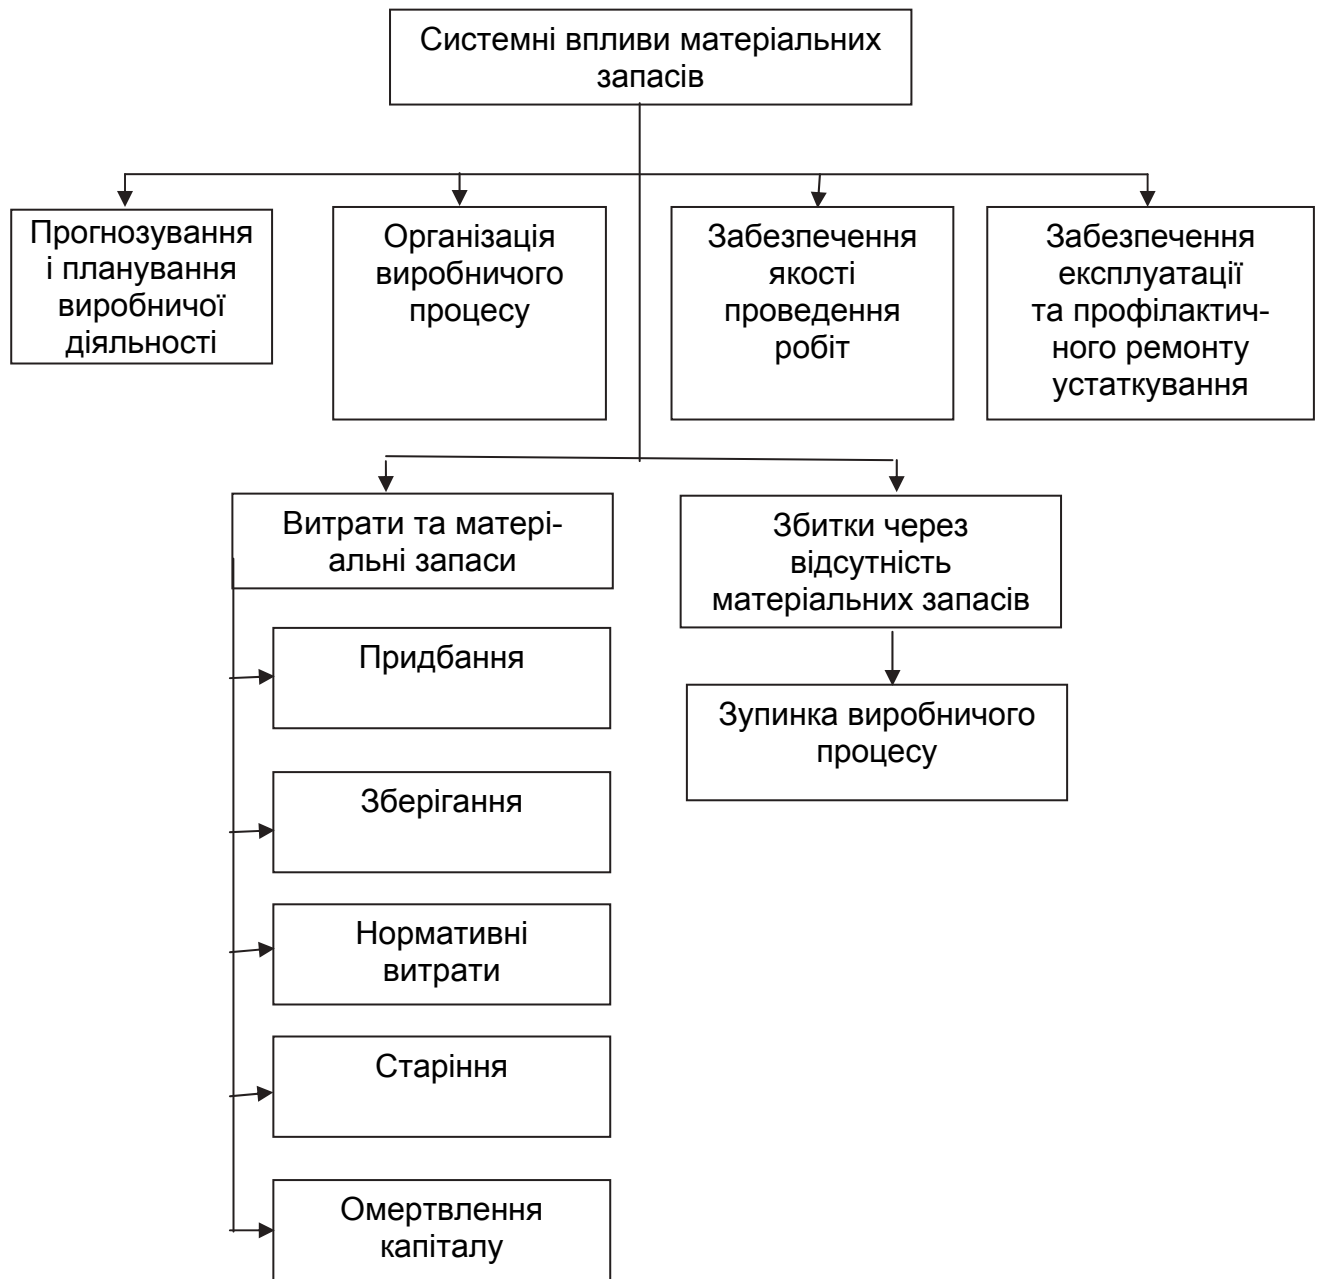 Системні впливи матеріальних
запасів
Прогнозування
і планування
виробничої
діяльності
Організація
виробничого
процесу
Забезпечення
якості
проведення
робіт
Забезпечення
експлуатації
та профілактич-
ного ремонту
устаткування
Витрати та матері-
альні запаси
Збитки через
відсутність
матеріальних запасів
Придбання
Зупинка виробничого
процесу
Зберігання
Нормативні
витрати
Старіння
Омертвлення
капіталу